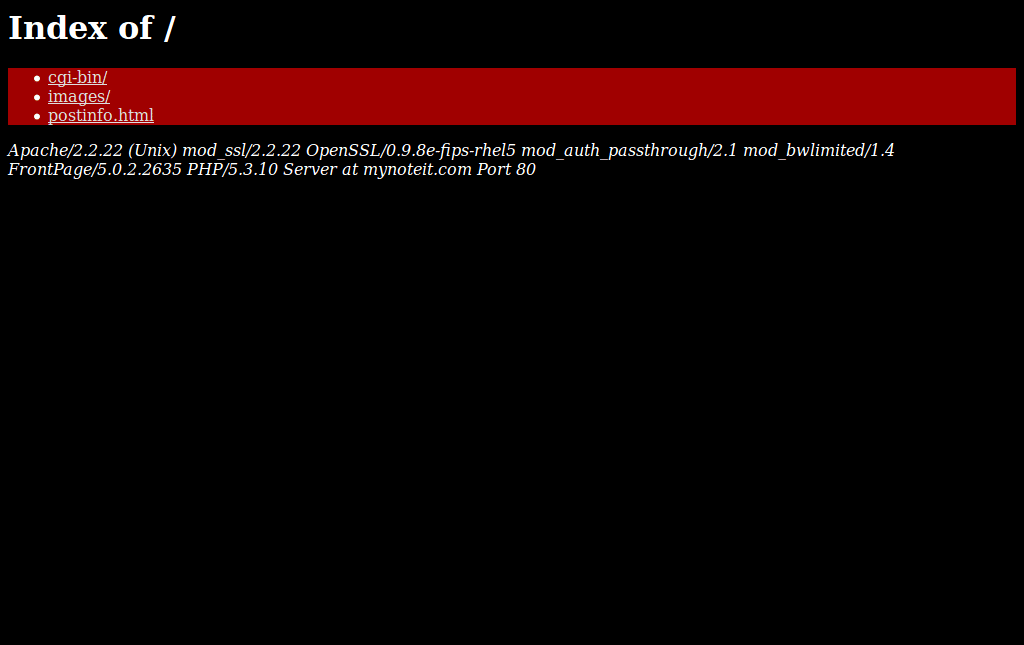 Index of /
cgi-bin/
images/
postinfo.html
Apache/2.2.22 (Unix) mod_ssl/2.2.22 OpenSSL/0.9.8e-fips-rhel5 mod_auth_passthrough/2.1 mod_bwlimited/1.4
FrontPage/5.0.2.2635 PHP/5.3.10 Server at mynoteit.com Port 80